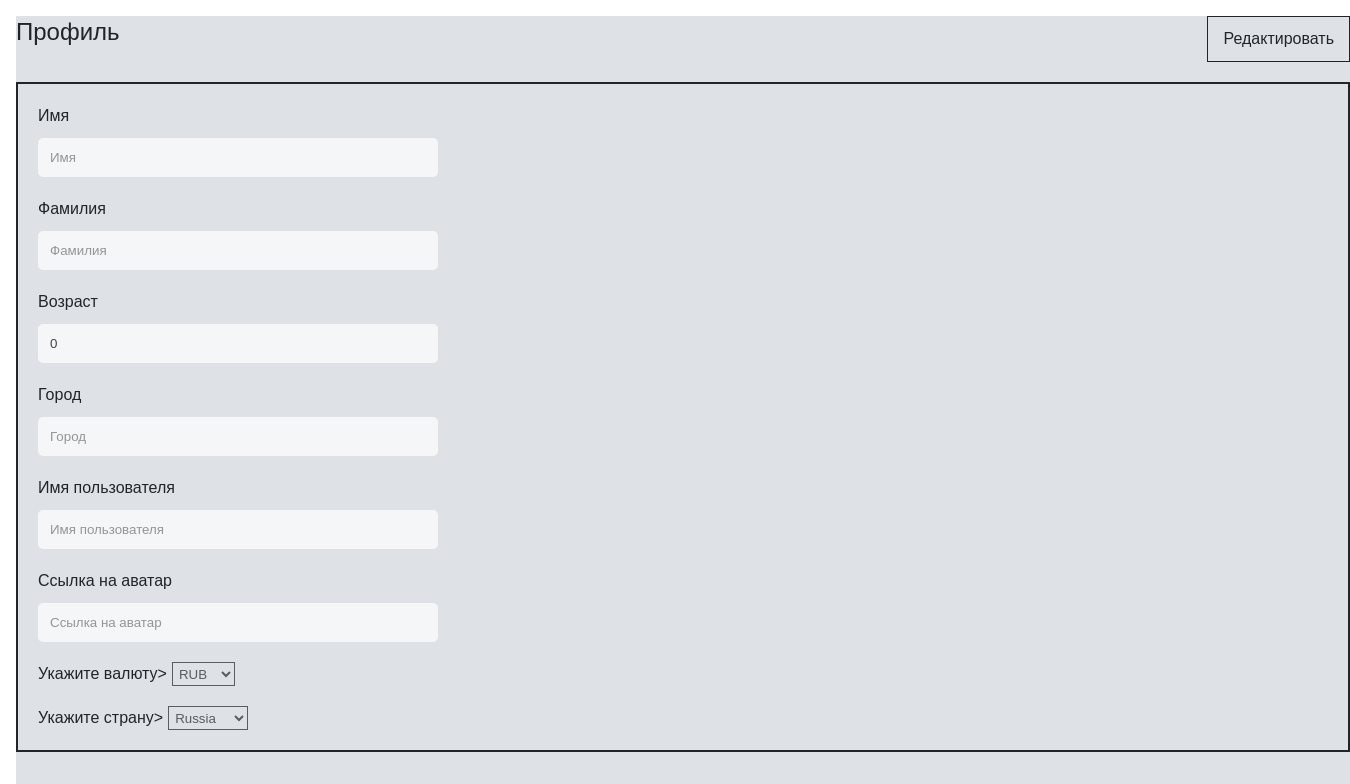 Профиль
Редактировать
Имя
Имя
Фамилия
Фамилия
Возраст
0
Город
Город
Имя пользователя
Имя пользователя
Ссылка на аватар
Ссылка на аватар
Укажите валюту> RUB
Укажите страну> Russia